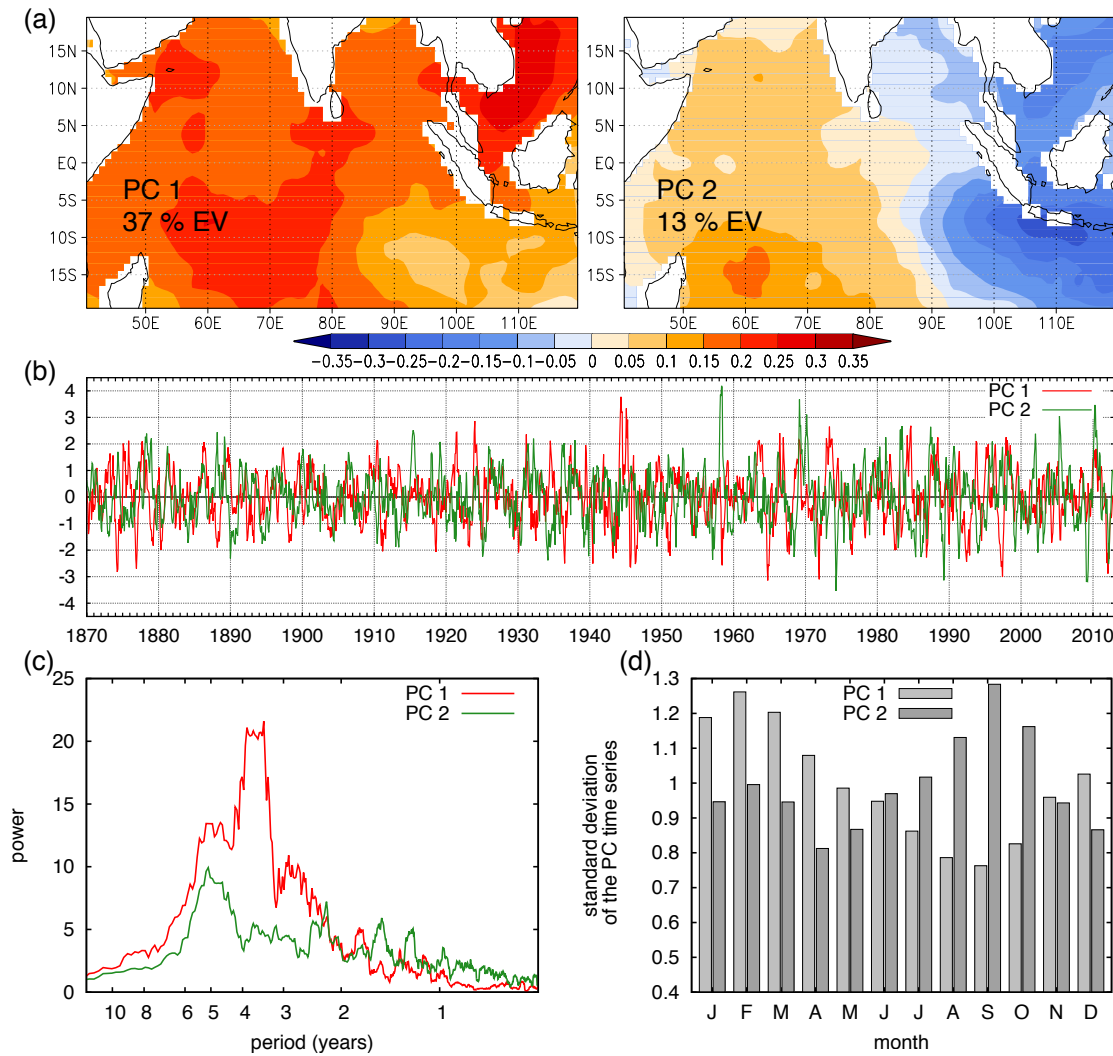 (a)
15N
10N
5N
EQ
5S
10S
15S
PC 1
37 % EV
50E 60E 70E 80E 90E 100E 110E
15N
10N
5N
EQ
5S
10S
15S
PC 2
13 % EV
50E 60E 70E 80E 90E 100E 110E
-0.35 -0.3 -0.25 -0.2 -0.15 -0.1 -0.05 0 0.05 0.1 0.15 0.2 0.25 0.3 0.35
(b)
PC 1
PC 2
4
3
2
1
0
-1
-2
-3
-4
1870 1880 1890 1900 1910 1920 1930 1940 1950 1960 1970 1980 1990 2000 2010
(c)
PC 1
PC 2
25
20
15
10
5
0
power
10 8 6 5 4 3 2 1
period (years)
(d)
PC 1
PC 2
1.3
1.2
1.1
1
0.9
0.8
0.7
0.6
0.5
0.4
standard deviation
of the PC time series
J F M A M J J A S O N D
month